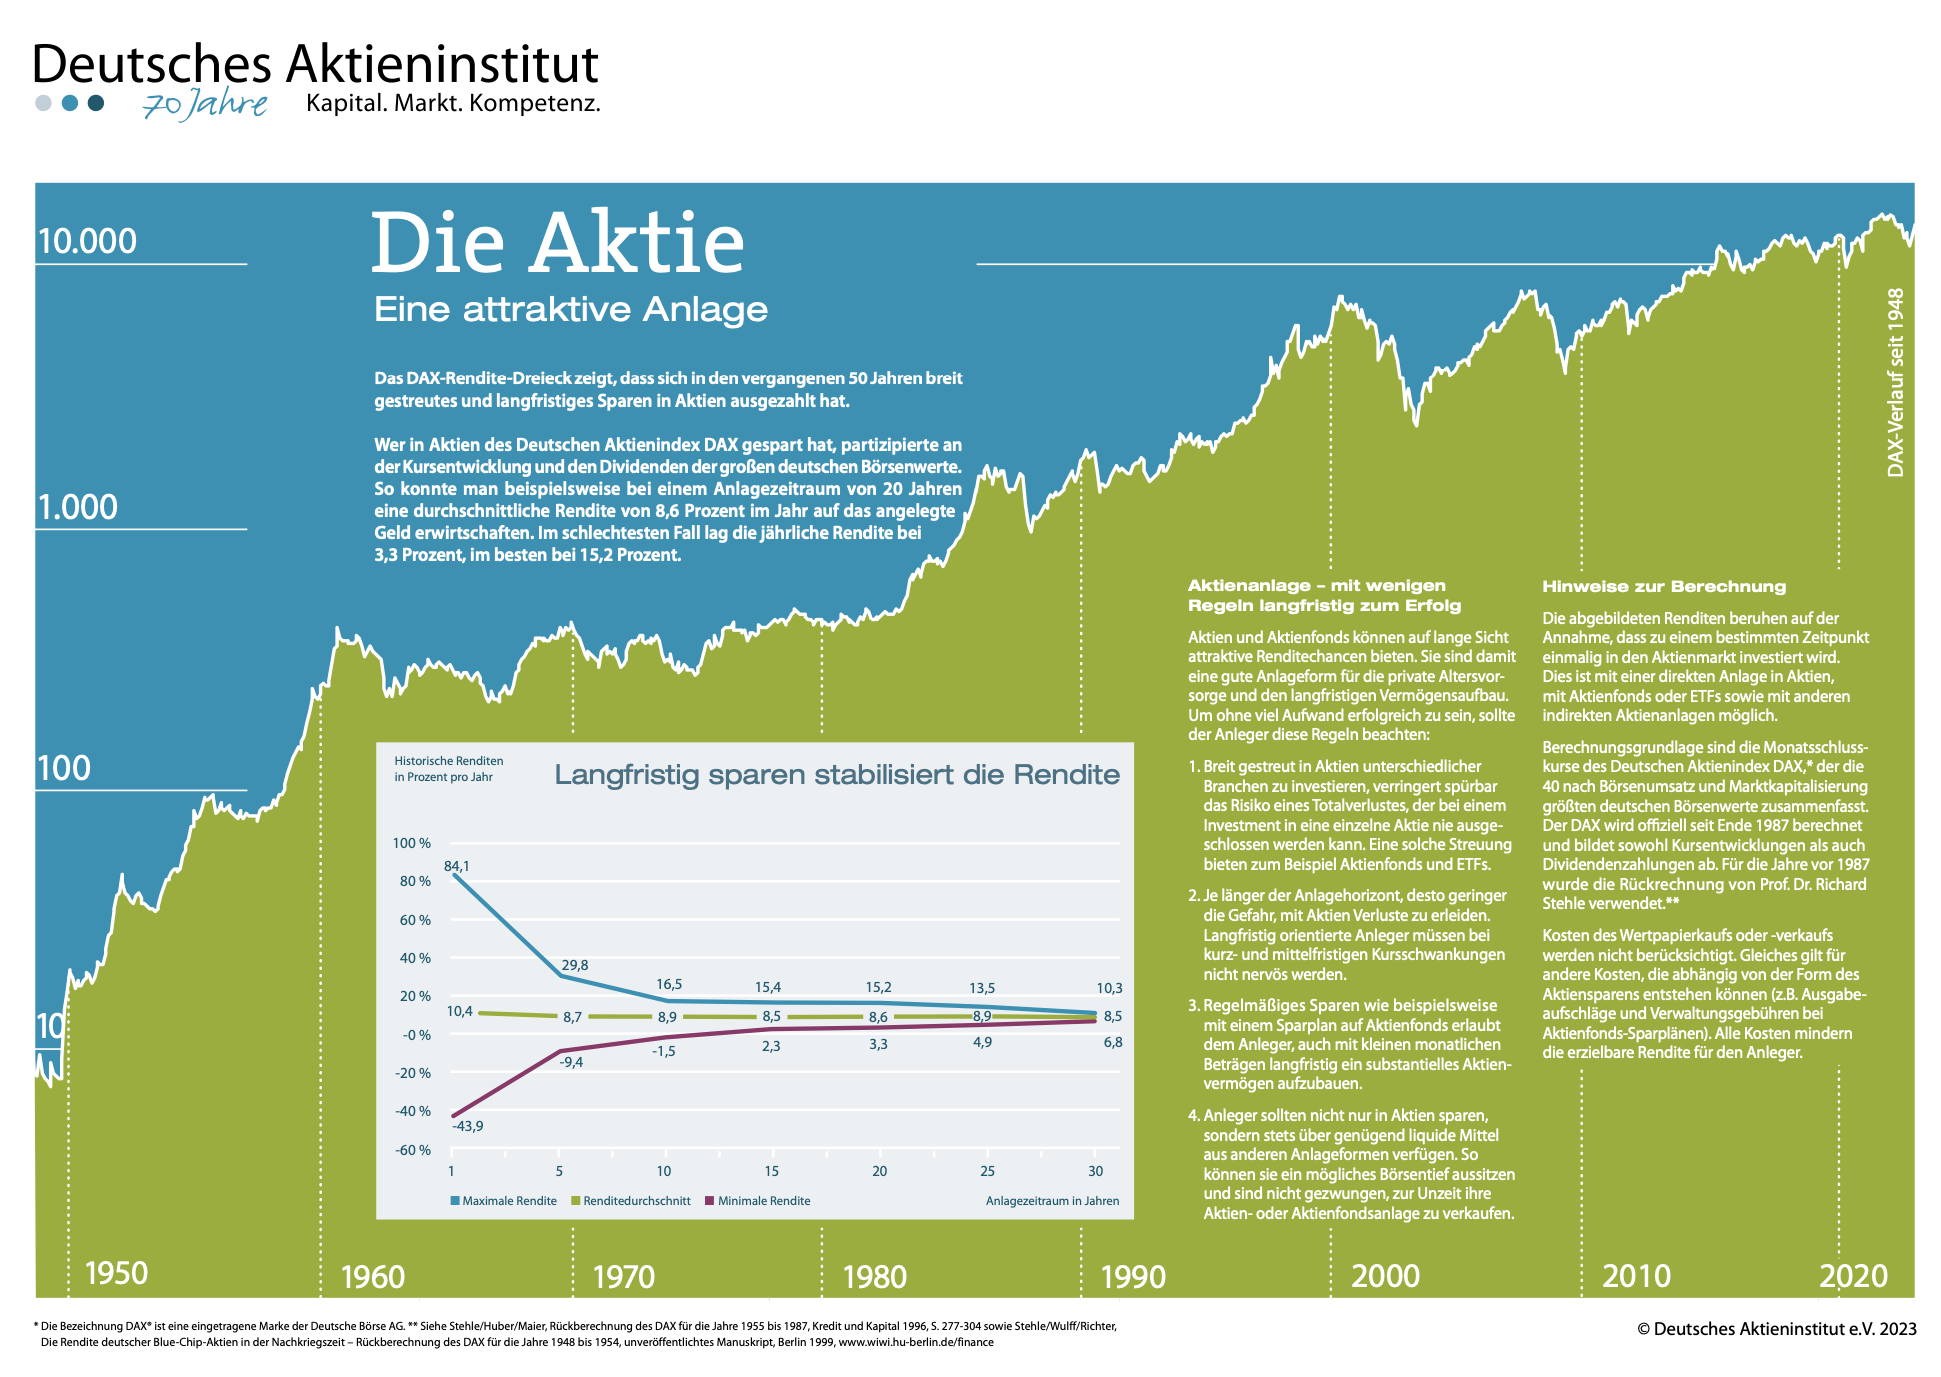 Deutsches Aktieninstitut
70 Jahre
Kapital. Markt. Kompetenz.
10.000
1.000
100
10
Die Aktie
Eine attraktive Anlage
Das DAX-Rendite-Dreieck zeigt, dass sich in den vergangenen 50 Jahren breit
gestreutes und langfristiges Sparen in Aktien ausgezahlt hat.
Wer in Aktien des Deutschen Aktienindex DAX gespart hat, partizipierte an
der Kursentwicklung und den Dividenden der großen deutschen Börsenwerte.
So konnte man beispielsweise bei einem Anlagezeitraum von 20 Jahren
eine durchschnittliche Rendite von 8,6 Prozent im Jahr auf das angelegte
Geld erwirtschaften. Im schlechtesten Fall lag die jährliche Rendite bei
3,3 Prozent, im besten bei 15,2 Prozent.
DAX-Verlauf seit 1948
Historische Renditen
in Prozent pro Jahr
Langfristig sparen stabilisiert die Rendite
100 %
80 %
60 %
40 %
20 %
-0 %
-20 %
-40 %
-60 %
84,1
29,8
16,5
15,4
15,2
13,5
10,3
10,4
8,7
8,9
8,5
8,6
8,9
8,5
-43,9
-9,4
-1,5
2,3
3,3
4,9
6,8
1
5
10
15
20
25
30
Maximale Rendite
Renditedurchschnitt
Minimale Rendite
Anlagezeitraum in Jahren
Aktienanlage – mit wenigen
Regeln langfristig zum Erfolg
Aktien und Aktienfonds können auf lange Sicht
attraktive Renditechancen bieten. Sie sind damit
eine gute Anlageform für die private Altersvor-
sorge und den langfristigen Vermögensaufbau.
Um ohne viel Aufwand erfolgreich zu sein, sollte
der Anleger diese Regeln beachten:
1. Breit gestreut in Aktien unterschiedlicher
Branchen zu investieren, verringert spürbar
das Risiko eines Totalverlustes, der bei einem
Investment in eine einzelne Aktie nie ausge-
schlossen werden kann. Eine solche Streuung
bieten zum Beispiel Aktienfonds und ETFs.
2. Je länger der Anlagehorizont, desto geringer
die Gefahr, mit Aktien Verluste zu erleiden.
Langfristig orientierte Anleger müssen bei
kurz- und mittelfristigen Kursschwankungen
nicht nervös werden.
3. Regelmäßiges Sparen wie beispielsweise
mit einem Sparplan auf Aktienfonds erlaubt
dem Anleger, auch mit kleinen monatlichen
Beträgen langfristig ein substantielles Aktien-
vermögen aufzubauen.
4. Anleger sollten nicht nur in Aktien sparen,
sondern stets über genügend liquide Mittel
aus anderen Anlageformen verfügen. So
können sie ein mögliches Börsentief aussitzen
und sind nicht gezwungen, zur Unzeit ihre
Aktien- oder Aktienfondsanlage zu verkaufen.
Hinweise zur Berechnung
Die abgebildeten Renditen beruhen auf der
Annahme, dass zu einem bestimmten Zeitpunkt
einmalig in den Aktienmarkt investiert wird.
Dies ist mit einer direkten Anlage in Aktien,
mit Aktienfonds oder ETFs sowie mit anderen
indirekten Aktienanlagen möglich.
Berechnungsgrundlage sind die Monatsschluss-
kurse des Deutschen Aktienindex DAX,* der die
40 nach Börsenumsatz und Marktkapitalisierung
größten deutschen Börsenwerte zusammenfasst.
Der DAX wird offiziell seit Ende 1987 berechnet
und bildet sowohl Kursentwicklungen als auch
Dividendenzahlungen ab. Für die Jahre vor 1987
wurde die Rückrechnung von Prof. Dr. Richard
Stehle verwendet.**
Kosten des Wertpapierkaufs oder -verkaufs
werden nicht berücksichtigt. Gleiches gilt für
andere Kosten, die abhängig von der Form des
Aktiensparens entstehen können (z.B. Ausgabe-
aufschläge und Verwaltungsgebühren bei
Aktienfonds-Sparplänen). Alle Kosten mindern
die erzielbare Rendite für den Anleger.
1950
1960
1970
1980
1990
2000
2010
2020
* Die Bezeichnung DAX® ist eine eingetragene Marke der Deutsche Börse AG. ** Siehe Stehle/Huber/Maier, Rückberechnung des DAX für die Jahre 1955 bis 1987, Kredit und Kapital 1996, S. 277-304 sowie Stehle/Wulff/Richter,
Die Rendite deutscher Blue-Chip-Aktien in der Nachkriegszeit – Rückberechnung des DAX für die Jahre 1948 bis 1954, unveröffentlichtes Manuskript, Berlin 1999, www.wiwi.hu-berlin.de/finance
© Deutsches Aktieninstitut e.V. 2023